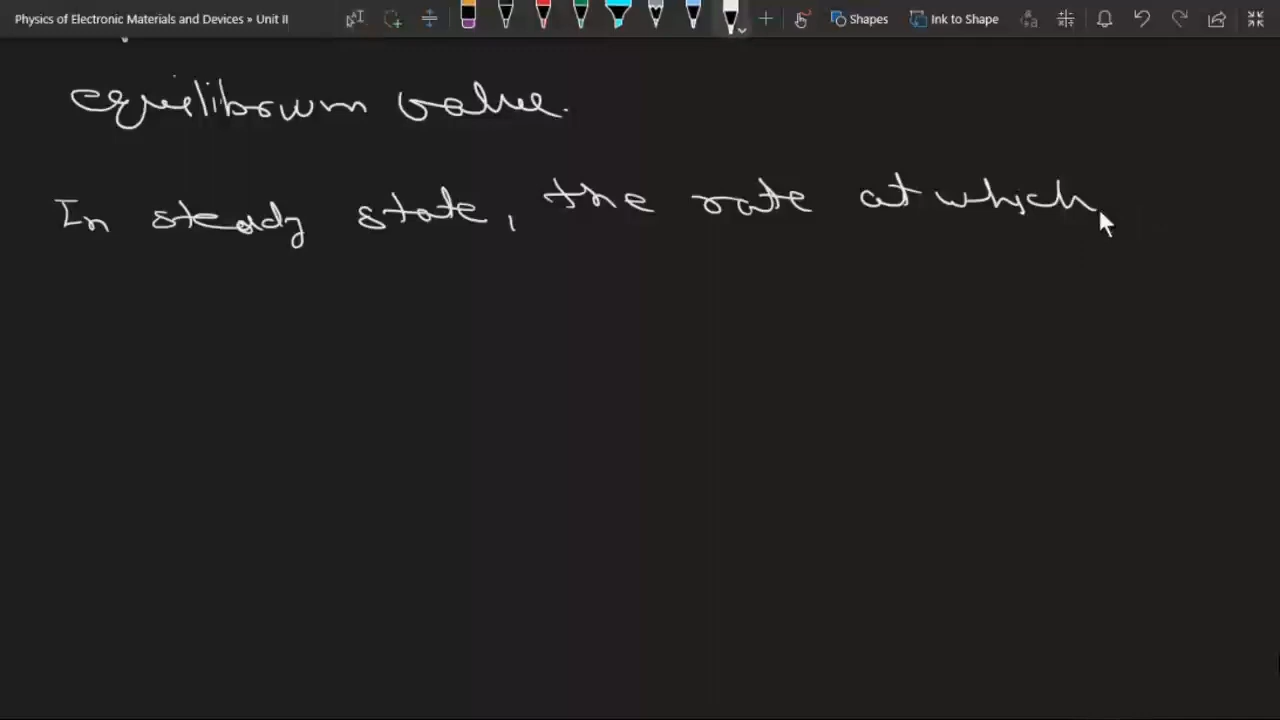 Physics of Electronic Materials and Devices » Unit II
Shapes
Ink to Shape
equilibrium value.
In steady state, the rate at which